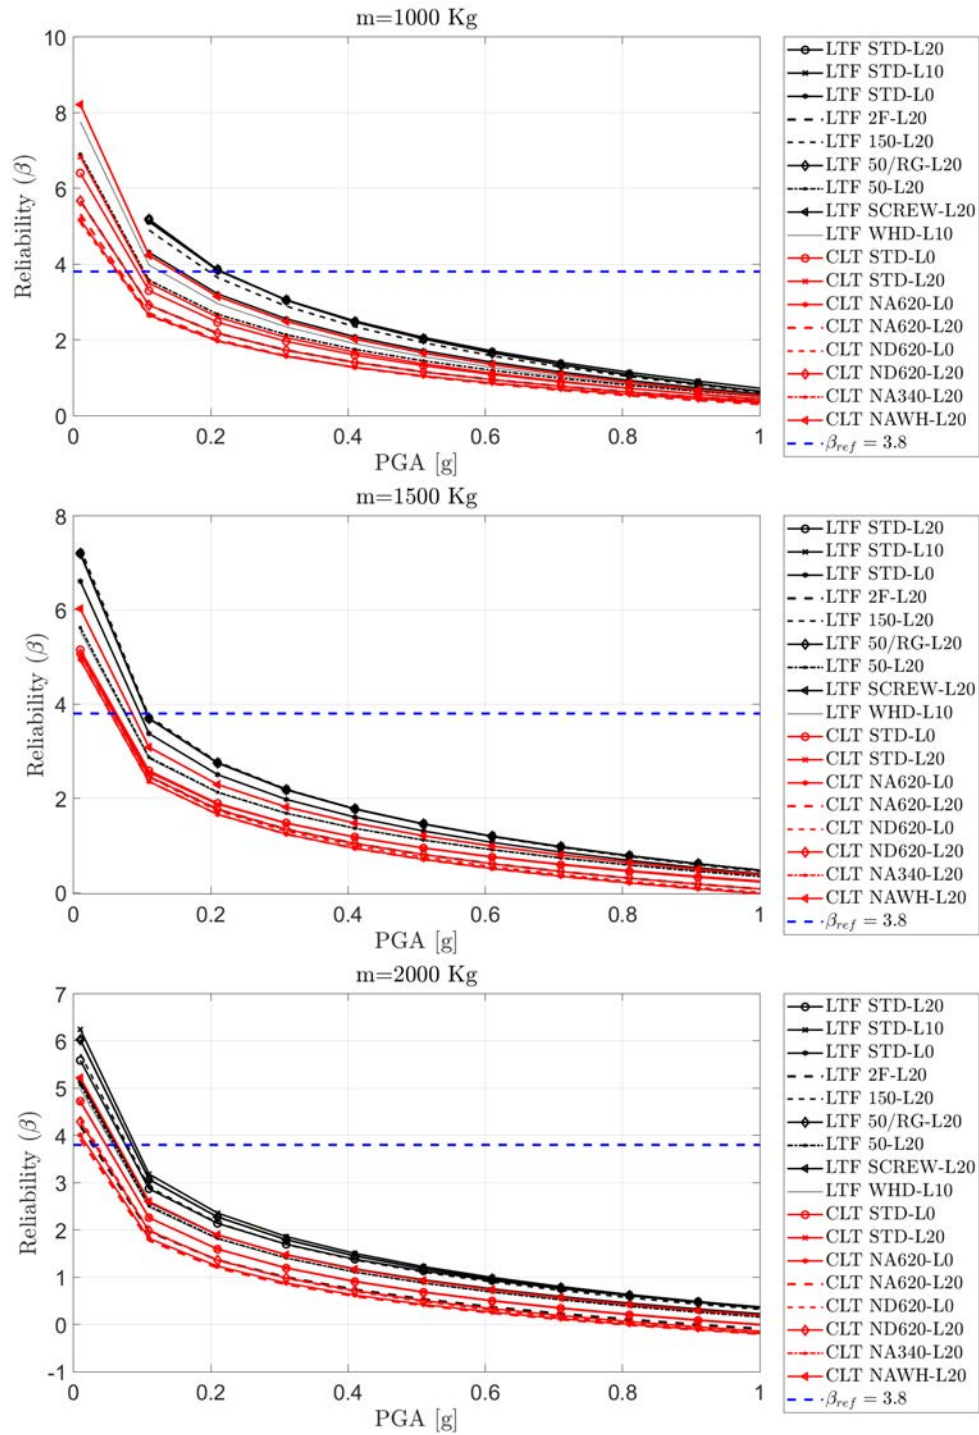 m=1000 Kg
10
8
6
4
2
0
Reliability (β)
0
0.2
0.4
0.6
0.8
1
PGA [g]
LTF STD-L20
LTF STD-L10
LTF STD-L0
LTF 2F-L20
LTF 150-L20
LTF 50/RG-L20
LTF 50-L20
LTF SCREW-L20
LTF WHD-L10
CLT STD-L0
CLT STD-L20
CLT NA620-L0
CLT NA620-L20
CLT ND620-L0
CLT ND620-L20
CLT NA340-L20
CLT NAWH-L20
β_ref = 3.8
m=1500 Kg
8
6
4
2
0
Reliability (β)
0
0.2
0.4
0.6
0.8
1
PGA [g]
LTF STD-L20
LTF STD-L10
LTF STD-L0
LTF 2F-L20
LTF 150-L20
LTF 50/RG-L20
LTF 50-L20
LTF SCREW-L20
LTF WHD-L10
CLT STD-L0
CLT STD-L20
CLT NA620-L0
CLT NA620-L20
CLT ND620-L0
CLT ND620-L20
CLT NA340-L20
CLT NAWH-L20
β_ref = 3.8
m=2000 Kg
7
6
5
4
3
2
1
0
-1
Reliability (β)
0
0.2
0.4
0.6
0.8
1
PGA [g]
LTF STD-L20
LTF STD-L10
LTF STD-L0
LTF 2F-L20
LTF 150-L20
LTF 50/RG-L20
LTF 50-L20
LTF SCREW-L20
LTF WHD-L10
CLT STD-L0
CLT STD-L20
CLT NA620-L0
CLT NA620-L20
CLT ND620-L0
CLT ND620-L20
CLT NA340-L20
CLT NAWH-L20
β_ref = 3.8